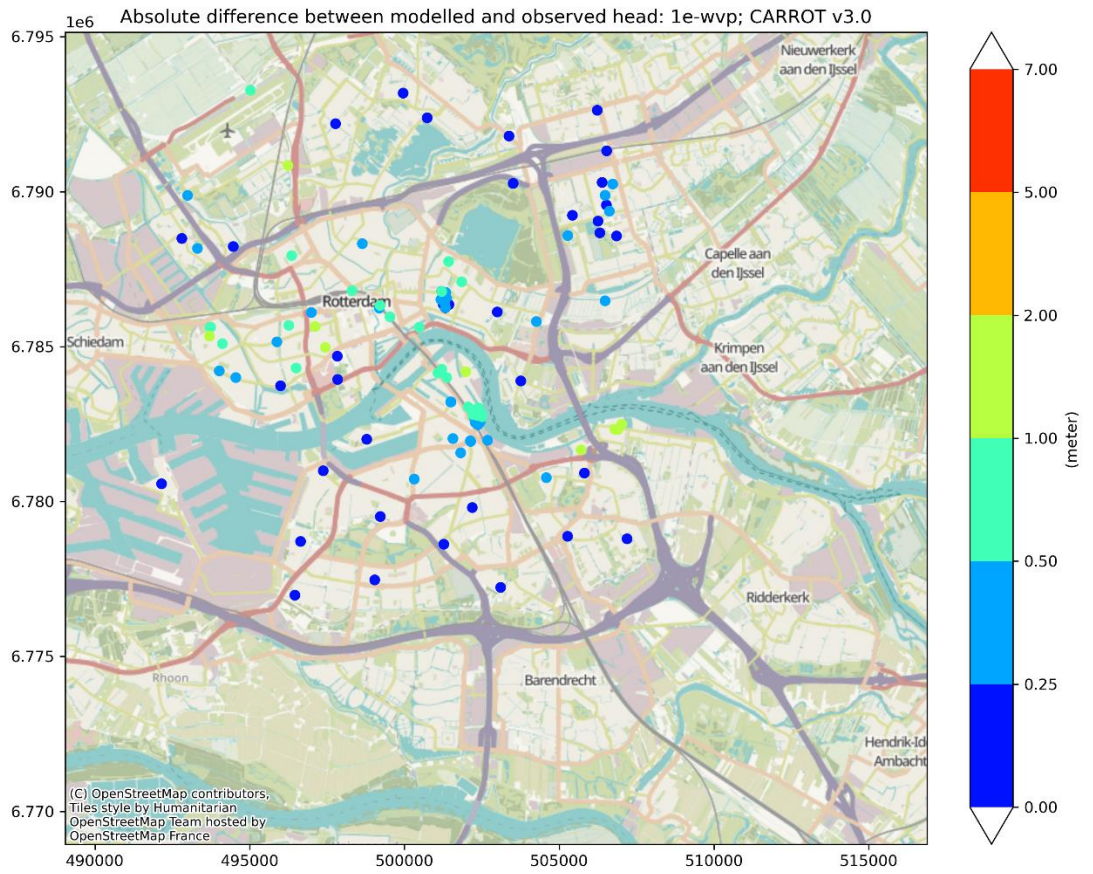 Absolute difference between modelled and observed head: 1e-wvp; CARROT v3.0
1e6
6.795
6.790
6.785
6.780
6.775
6.770
490000
495000
500000
505000
510000
515000
Nieuwerkerk
aan den IJssel
Capelle aan
den IJssel
Rotterdam
Schiedam
Krimpen
aan den IJssel
Ridderkerk
Rhoon
Barendrecht
Hendrik-Id
Ambacht
(C) OpenStreetMap contributors,
Tiles style by Humanitarian
OpenStreetMap Team hosted by
OpenStreetMap France
7.00
5.00
2.00
1.00
0.50
0.25
0.00
(meter)